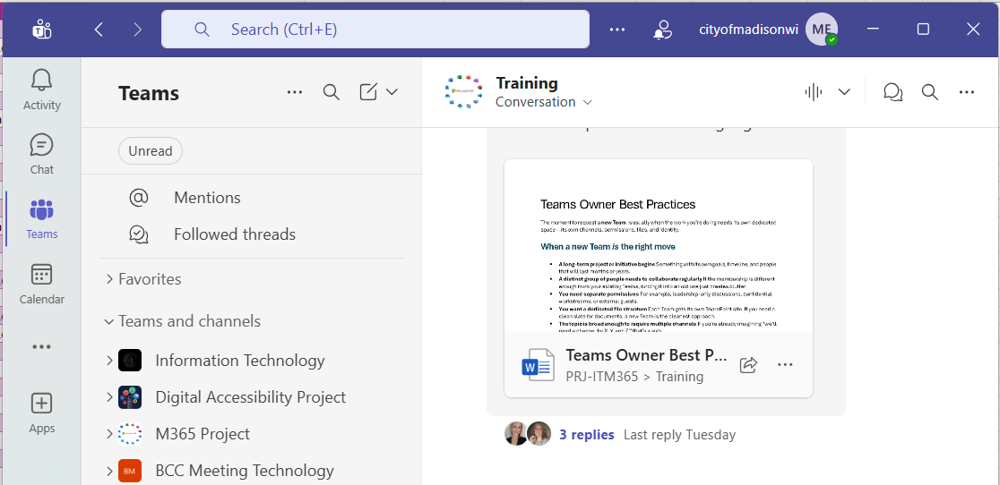 Search (Ctrl+E)
cityofmadisonwi
ME
Activity
Chat
Teams
Calendar
Apps
Teams
Unread
Mentions
Followed threads
Favorites
Teams and channels
Information Technology
Digital Accessibility Project
M365 Project
BM
BCC Meeting Technology
Training
Conversation
Teams Owner Best Practices
The moment to request a new Team is usually when the work you're doing needs its own dedicated
space—its own channels, permissions, files, and identity.
When a new Team is the right move
• A long-term project or initiative begins Something with its own goals, timeline, and people
that will last months or years.
• A distinct group of people needs to collaborate regularly If the membership is different
enough from your existing Teams, forcing it into an old one just creates clutter.
• You need separate permissions For example, leadership-only discussions, confidential
workstreams, or external guests.
• You want a dedicated file structure Each Team gets its own SharePoint site. If you need a
clean slate for documents, a new Team is the cleanest approach.
• The topic is broad enough to require multiple channels If you're already imagining "we'll
need a channel for X, Y, and Z," that's a sign.
W
Teams Owner Best P...
PRJ-ITM365 > Training
3 replies Last reply Tuesday